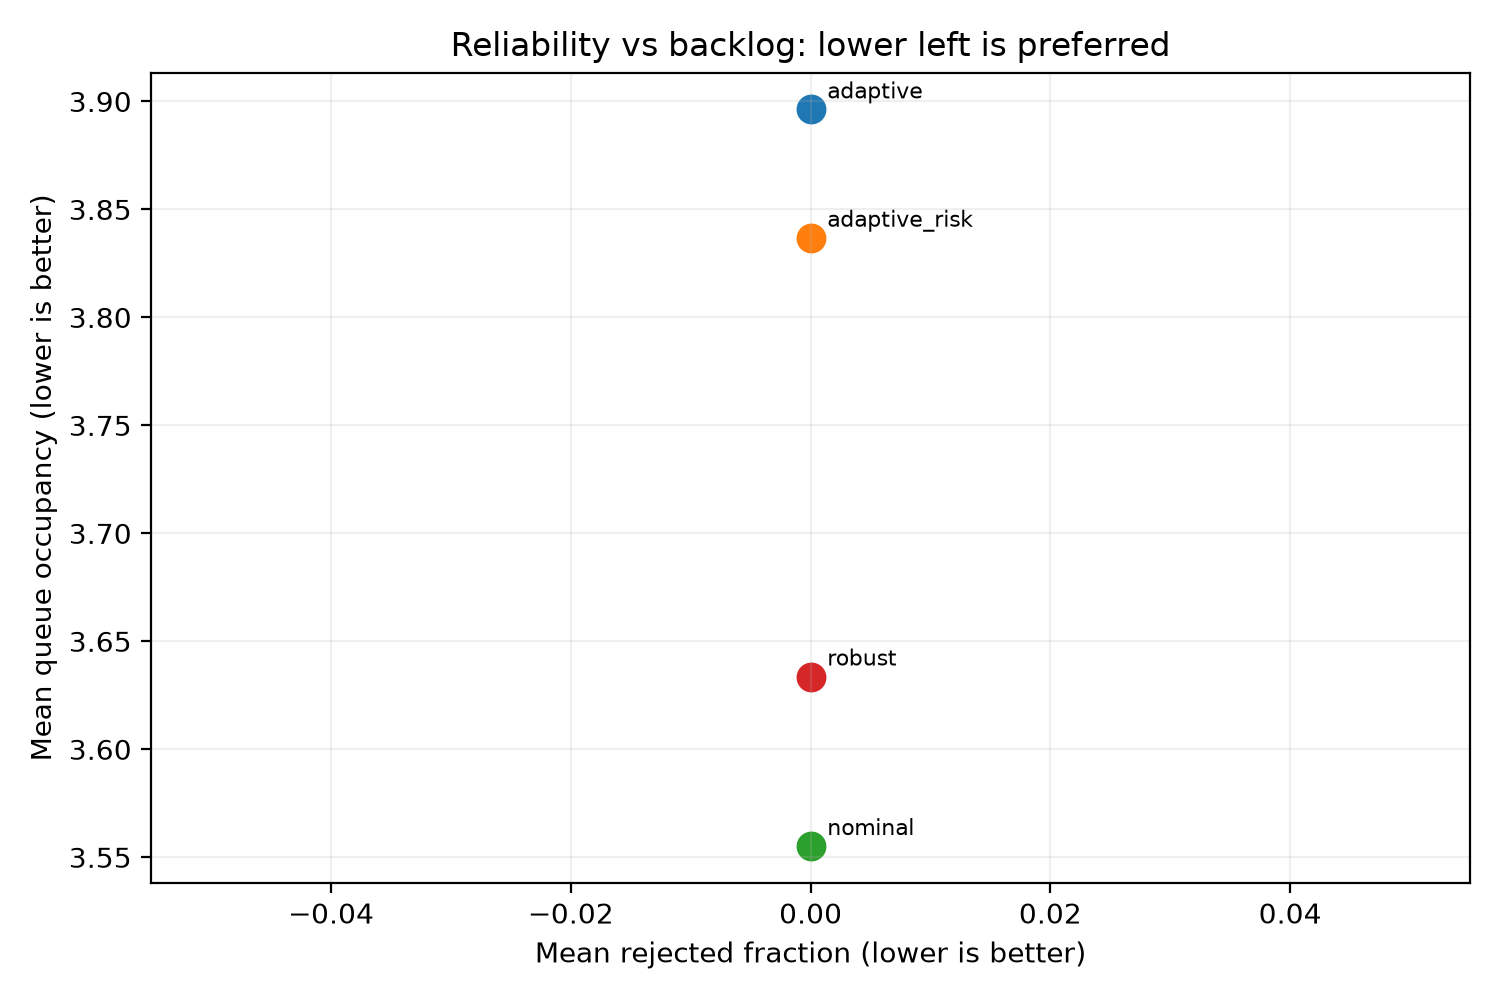 Reliability vs backlog: lower left is preferred
Mean queue occupancy (lower is better)
3.90
3.85
3.80
3.75
3.70
3.65
3.60
3.55
adaptive
adaptive_risk
robust
nominal
−0.04
−0.02
0.00
0.02
0.04
Mean rejected fraction (lower is better)